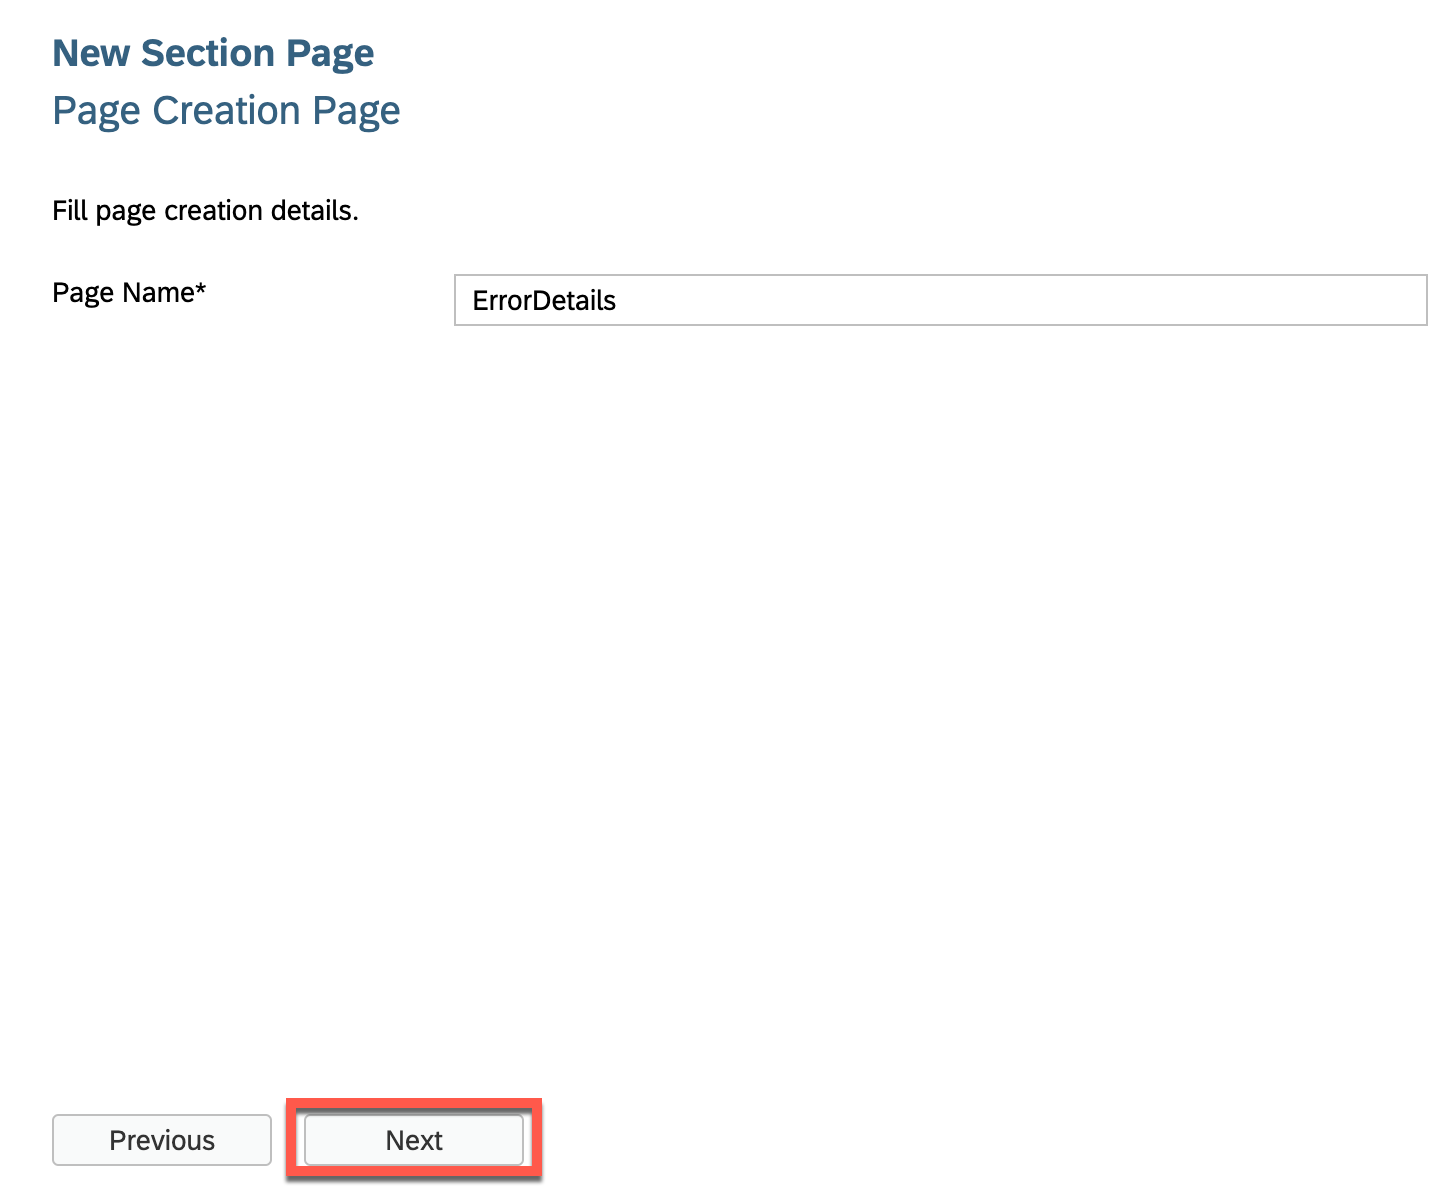 New Section Page
Page Creation Page
Fill page creation details.
Page Name* ErrorDetails
Previous Next